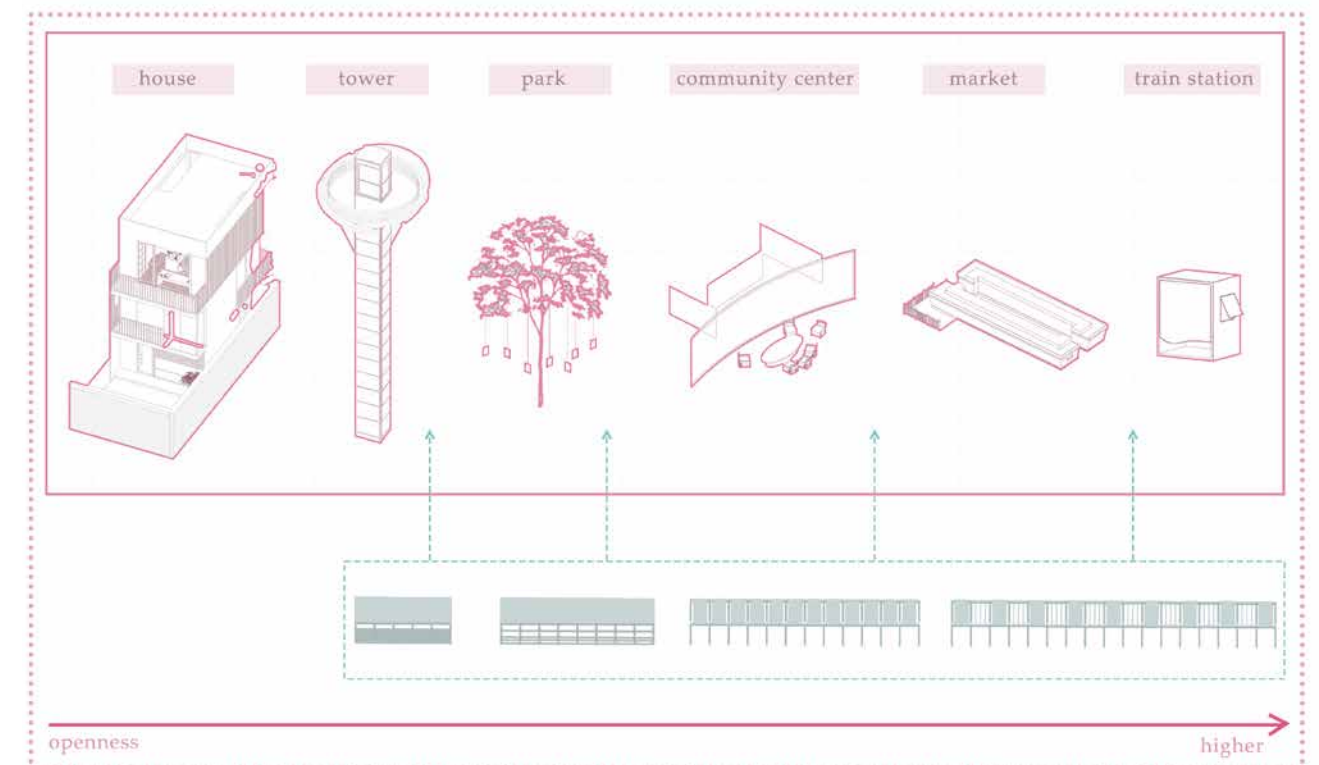 house
tower
park
community center
market
train station
openness
higher